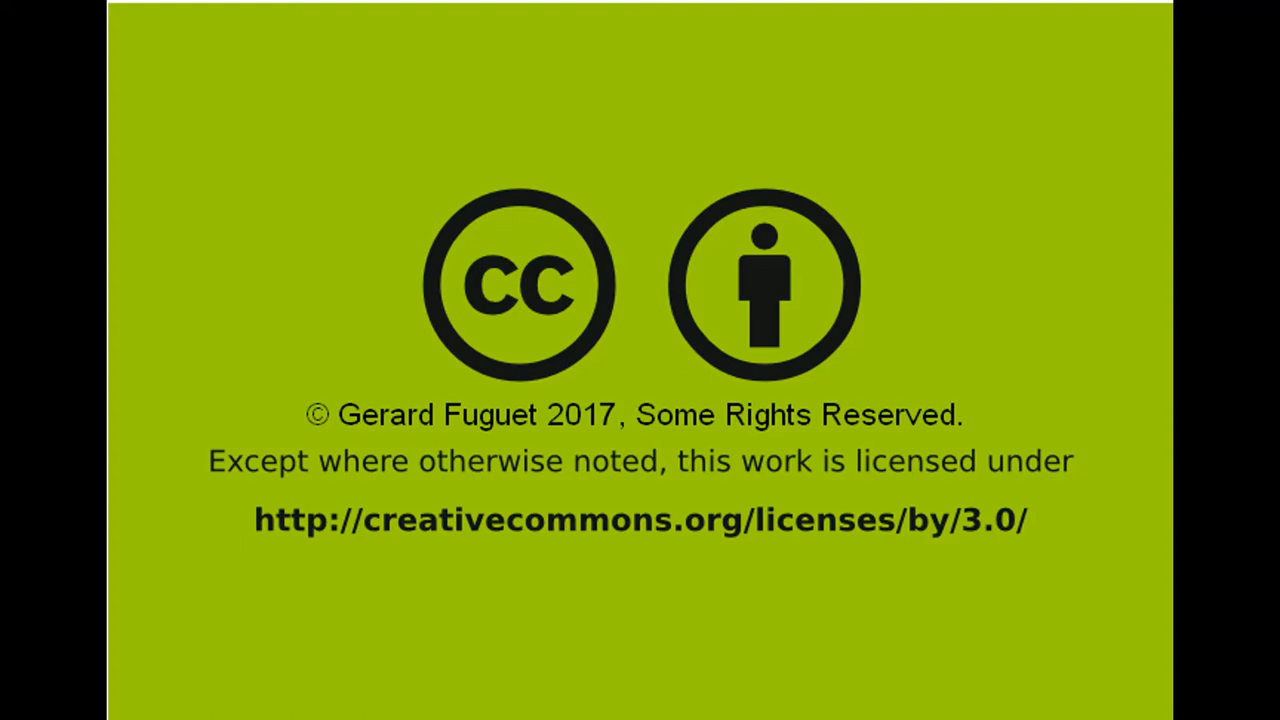 cc
© Gerard Fuguet 2017, Some Rights Reserved.
Except where otherwise noted, this work is licensed under
http://creativecommons.org/licenses/by/3.0/